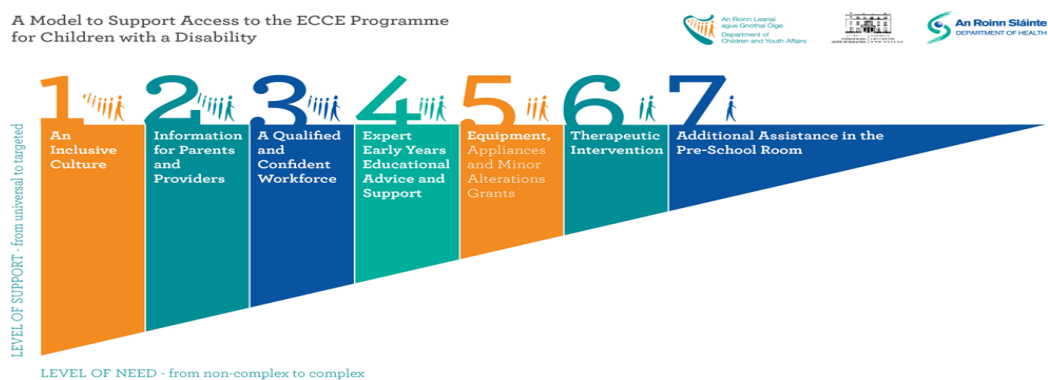 A Model to Support Access to the ECCE Programme
for Children with a Disability
An Roinn Leanaí
agus Gnóthaí Óige
Department of
Children and Youth Affairs
An Roinn Sláinte
DEPARTMENT OF HEALTH
1
An
Inclusive
Culture
2
Information
for Parents
and
Providers
3
A Qualified
and
Confident
Workforce
4
Expert
Early Years
Educational
Advice and
Support
5
Equipment,
Appliances
and Minor
Alterations
Grants
6
Therapeutic
Intervention
7
Additional Assistance in the
Pre-School Room
LEVEL OF SUPPORT - from universal to targeted
LEVEL OF NEED - from non-complex to complex